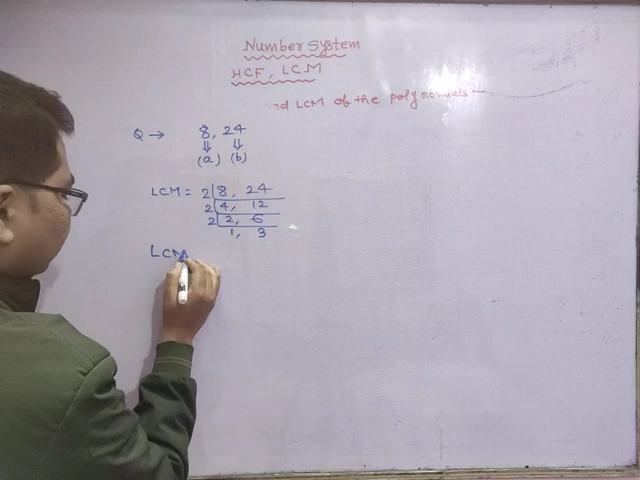 Number System
HCF, LCM
nd LCM of the polynomials
Q → 8, 24
⇓ ⇓
(a) (b)
LCM = 2 | 8, 24
2 | 4, 12
2 | 2, 6
1, 3
LCM